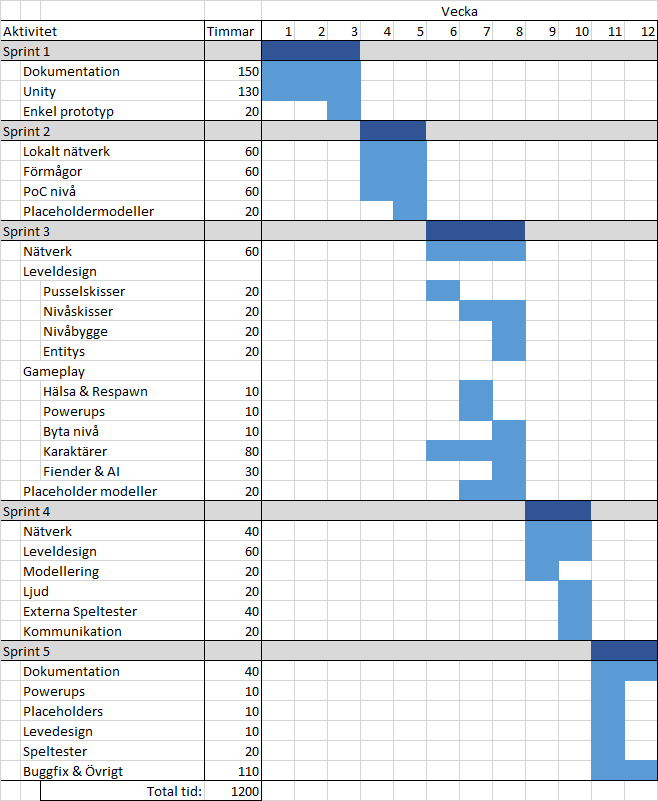 Vecka
Aktivitet Timmar 1 2 3 4 5 6 7 8 9 10 11 12
Sprint 1
Dokumentation 150
Unity 130
Enkel prototyp 20
Sprint 2
Lokalt nätverk 60
Förmågor 60
PoC nivå 60
Placeholdermodeller 20
Sprint 3
Nätverk 60
Leveldesign
Pusselskisser 20
Nivåskisser 20
Nivåbygge 20
Entitys 20
Gameplay
Hälsa & Respawn 10
Powerups 10
Byta nivå 10
Karaktärer 80
Fiender & AI 30
Placeholder modeller 20
Sprint 4
Nätverk 40
Leveldesign 60
Modellering 20
Ljud 20
Externa Speltester 40
Kommunikation 20
Sprint 5
Dokumentation 40
Powerups 10
Placeholders 10
Levedesign 10
Speltester 20
Buggfix & Övrigt 110
Total tid: 1200